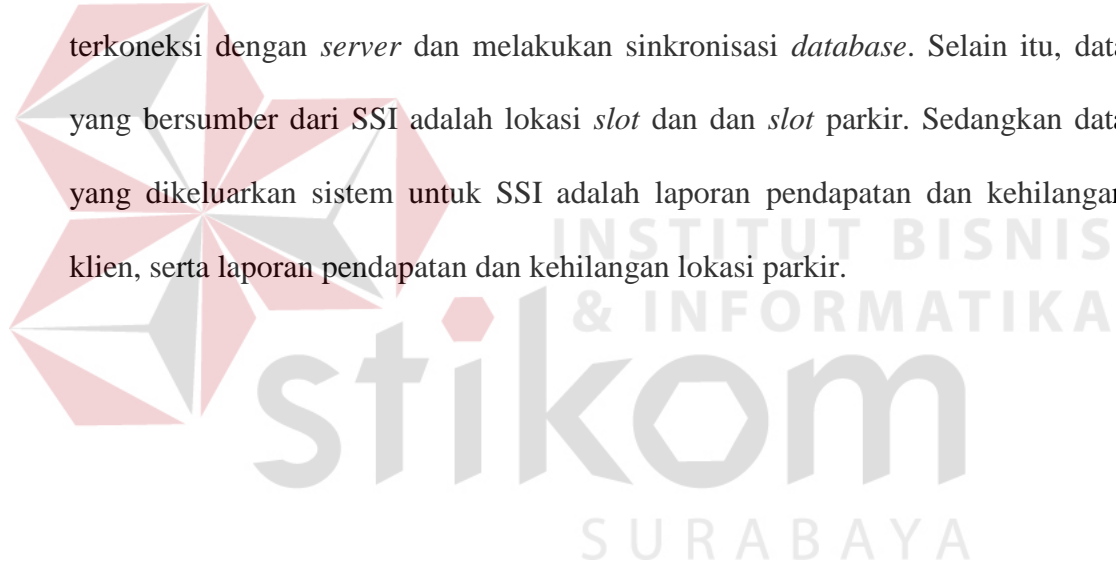 terkoneksi dengan server dan melakukan sinkronisasi database. Selain itu, data
yang bersumber dari SSI adalah lokasi slot dan dan slot parkir. Sedangkan data
yang dikeluarkan sistem untuk SSI adalah laporan pendapatan dan kehilangan
klien, serta laporan pendapatan dan kehilangan lokasi parkir.
INSTITUT BISNIS
& INFORMATIKA
stikom
SURABAYA